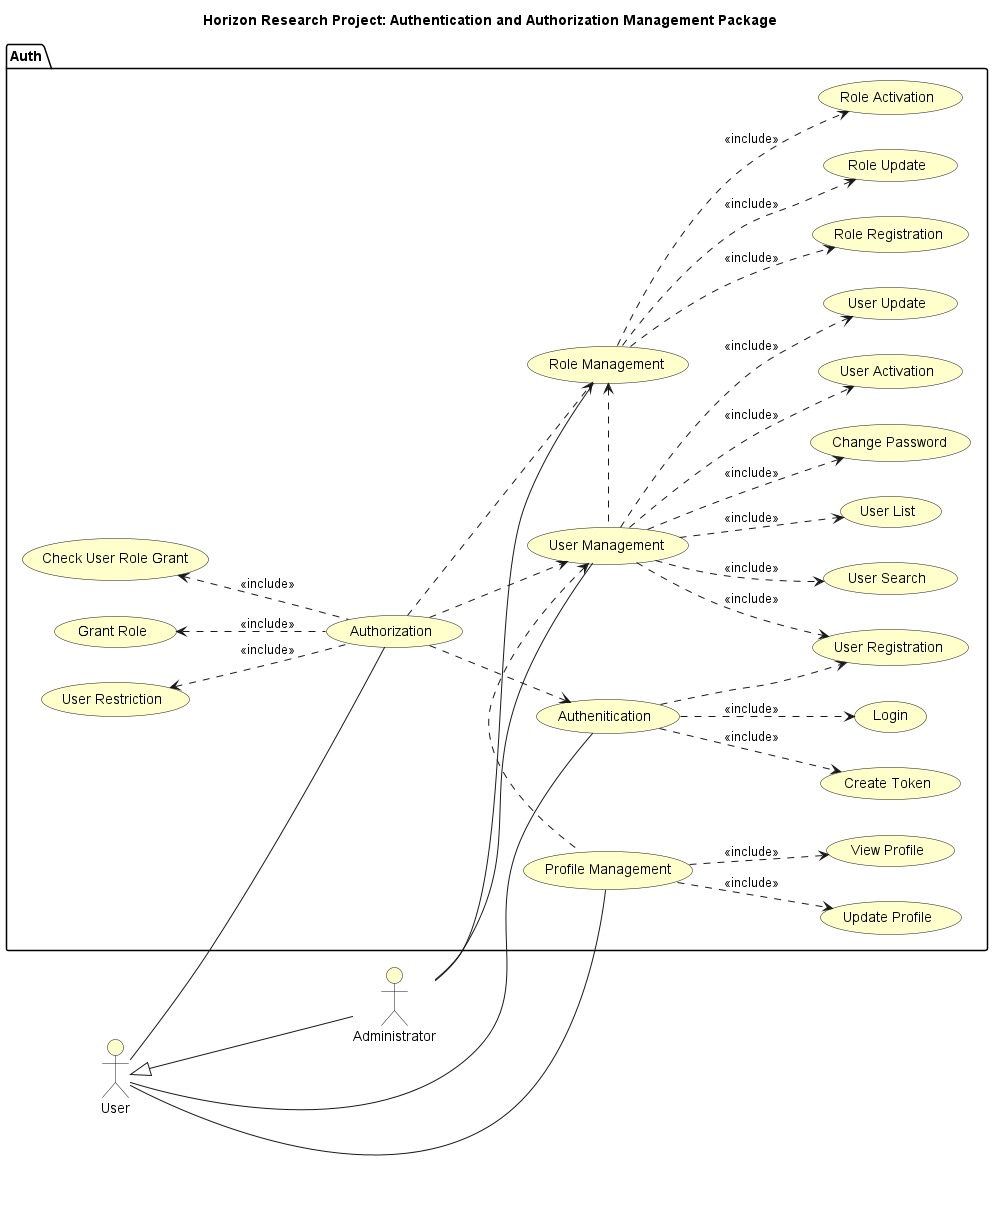 Horizon Research Project: Authentication and Authorization Management Package
Auth
Role Activation
«include»
Role Update
«include»
Role Registration
«include»
User Update
«include»
Role Management
User Activation
«include»
Change Password
«include»
User List
«include»
User Management
Check User Role Grant
«include»
User Search
«include»
«include»
Grant Role
«include»
Authorization
«include»
User Registration
User Restriction
Authenitication
«include»
Login
«include»
Create Token
View Profile
«include»
Profile Management
«include»
Update Profile
Administrator
User